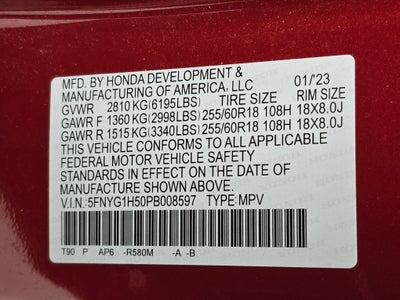 MFD. BY HONDA DEVELOPMENT &
MANUFACTURING OF AMERICA, LLC 01/'23
GVWR 2810 KG(6195LBS) TIRE SIZE RIM SIZE
GAWR F 1360 KG(2998LBS) 255/60R18 108H 18X8.0J
GAWR R 1515 KG(3340LBS) 255/60R18 108H 18X8.0J
THIS VEHICLE CONFORMS TO ALL APPLICABLE
FEDERAL MOTOR VEHICLE SAFETY
STANDARDS IN EFFECT ON THE DATE OF
MANUFACTURE SHOWN ABOVE.
V.I.N.: 5FNYG1H50PB008597 TYPE: MPV
T90 P AP6 -R580M -A -B